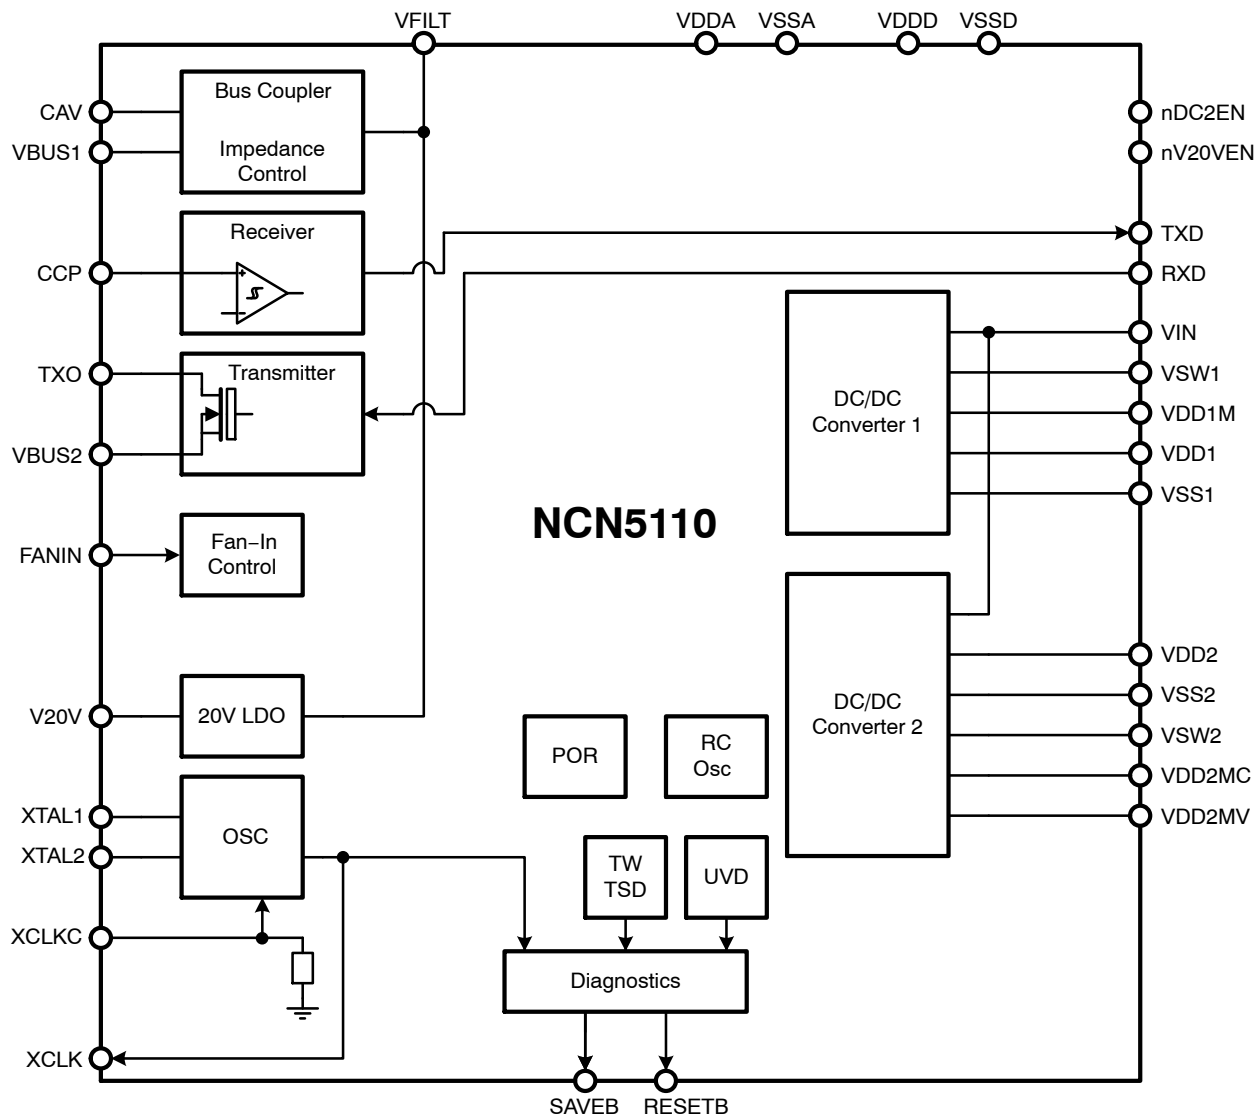 VFILT
VDDA
VSSA
VDDD
VSSD
CAV
VBUS1
Bus Coupler
Impedance
Control
nDC2EN
nV20VEN
Receiver
CCP
TXD
RXD
TXO
VBUS2
Transmitter
VIN
VSW1
VDD1M
VDD1
VSS1
DC/DC
Converter 1
NCN5110
FANIN
Fan−In
Control
V20V
20V LDO
POR
RC
Osc
DC/DC
Converter 2
VDD2
VSS2
VSW2
VDD2MC
VDD2MV
XTAL1
XTAL2
OSC
TW
TSD
UVD
XCLKC
Diagnostics
XCLK
SAVEB
RESETB